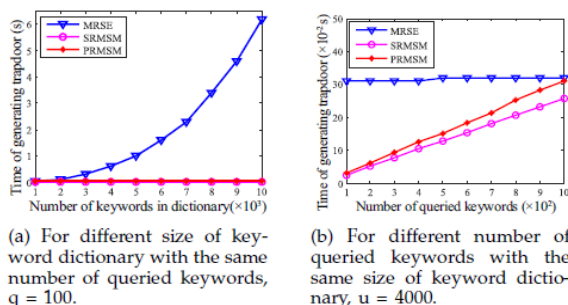 MRSE
SRMSM
PRMSM
Time of generating trapdoor (s)
6
5
4
3
2
1
0
1 2 3 4 5 6 7 8 9 10
Number of keywords in dictionary(×10³)
(a) For different size of key-
word dictionary with the same
number of queried keywords,
q = 100.
MRSE
SRMSM
PRMSM
Time of generating trapdoor (×10⁻² s)
50
40
30
20
10
0
1 2 3 4 5 6 7 8 9 10
Number of queried keywords (×10²)
(b) For different number of
queried keywords with the
same size of keyword dictio-
nary, u = 4000.